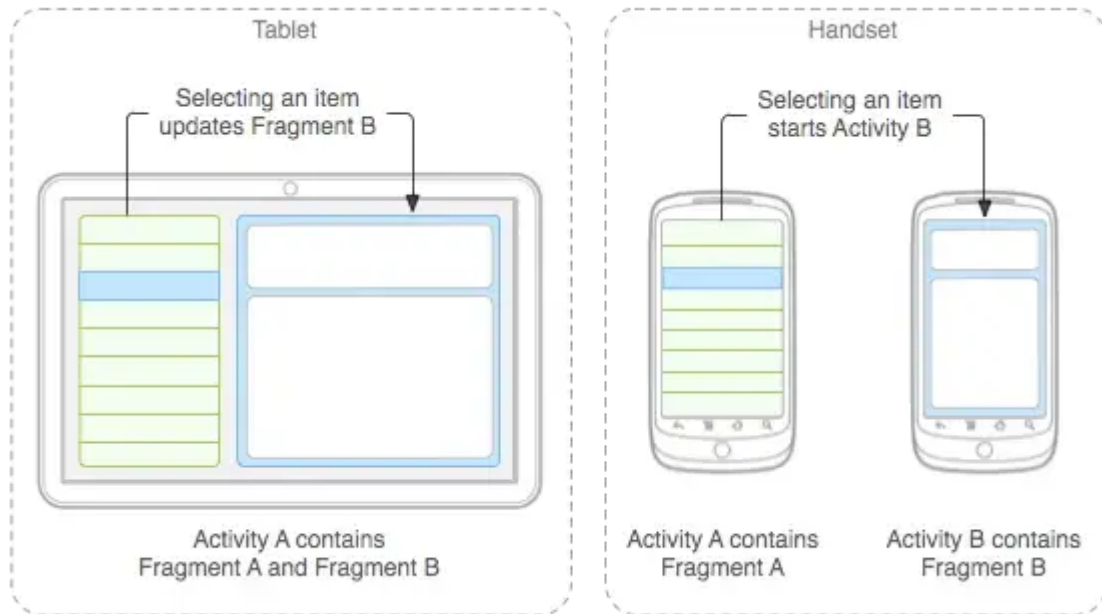 Tablet
Selecting an item
updates Fragment B
Activity A contains
Fragment A and Fragment B
Handset
Selecting an item
starts Activity B
Activity A contains
Fragment A
Activity B contains
Fragment B